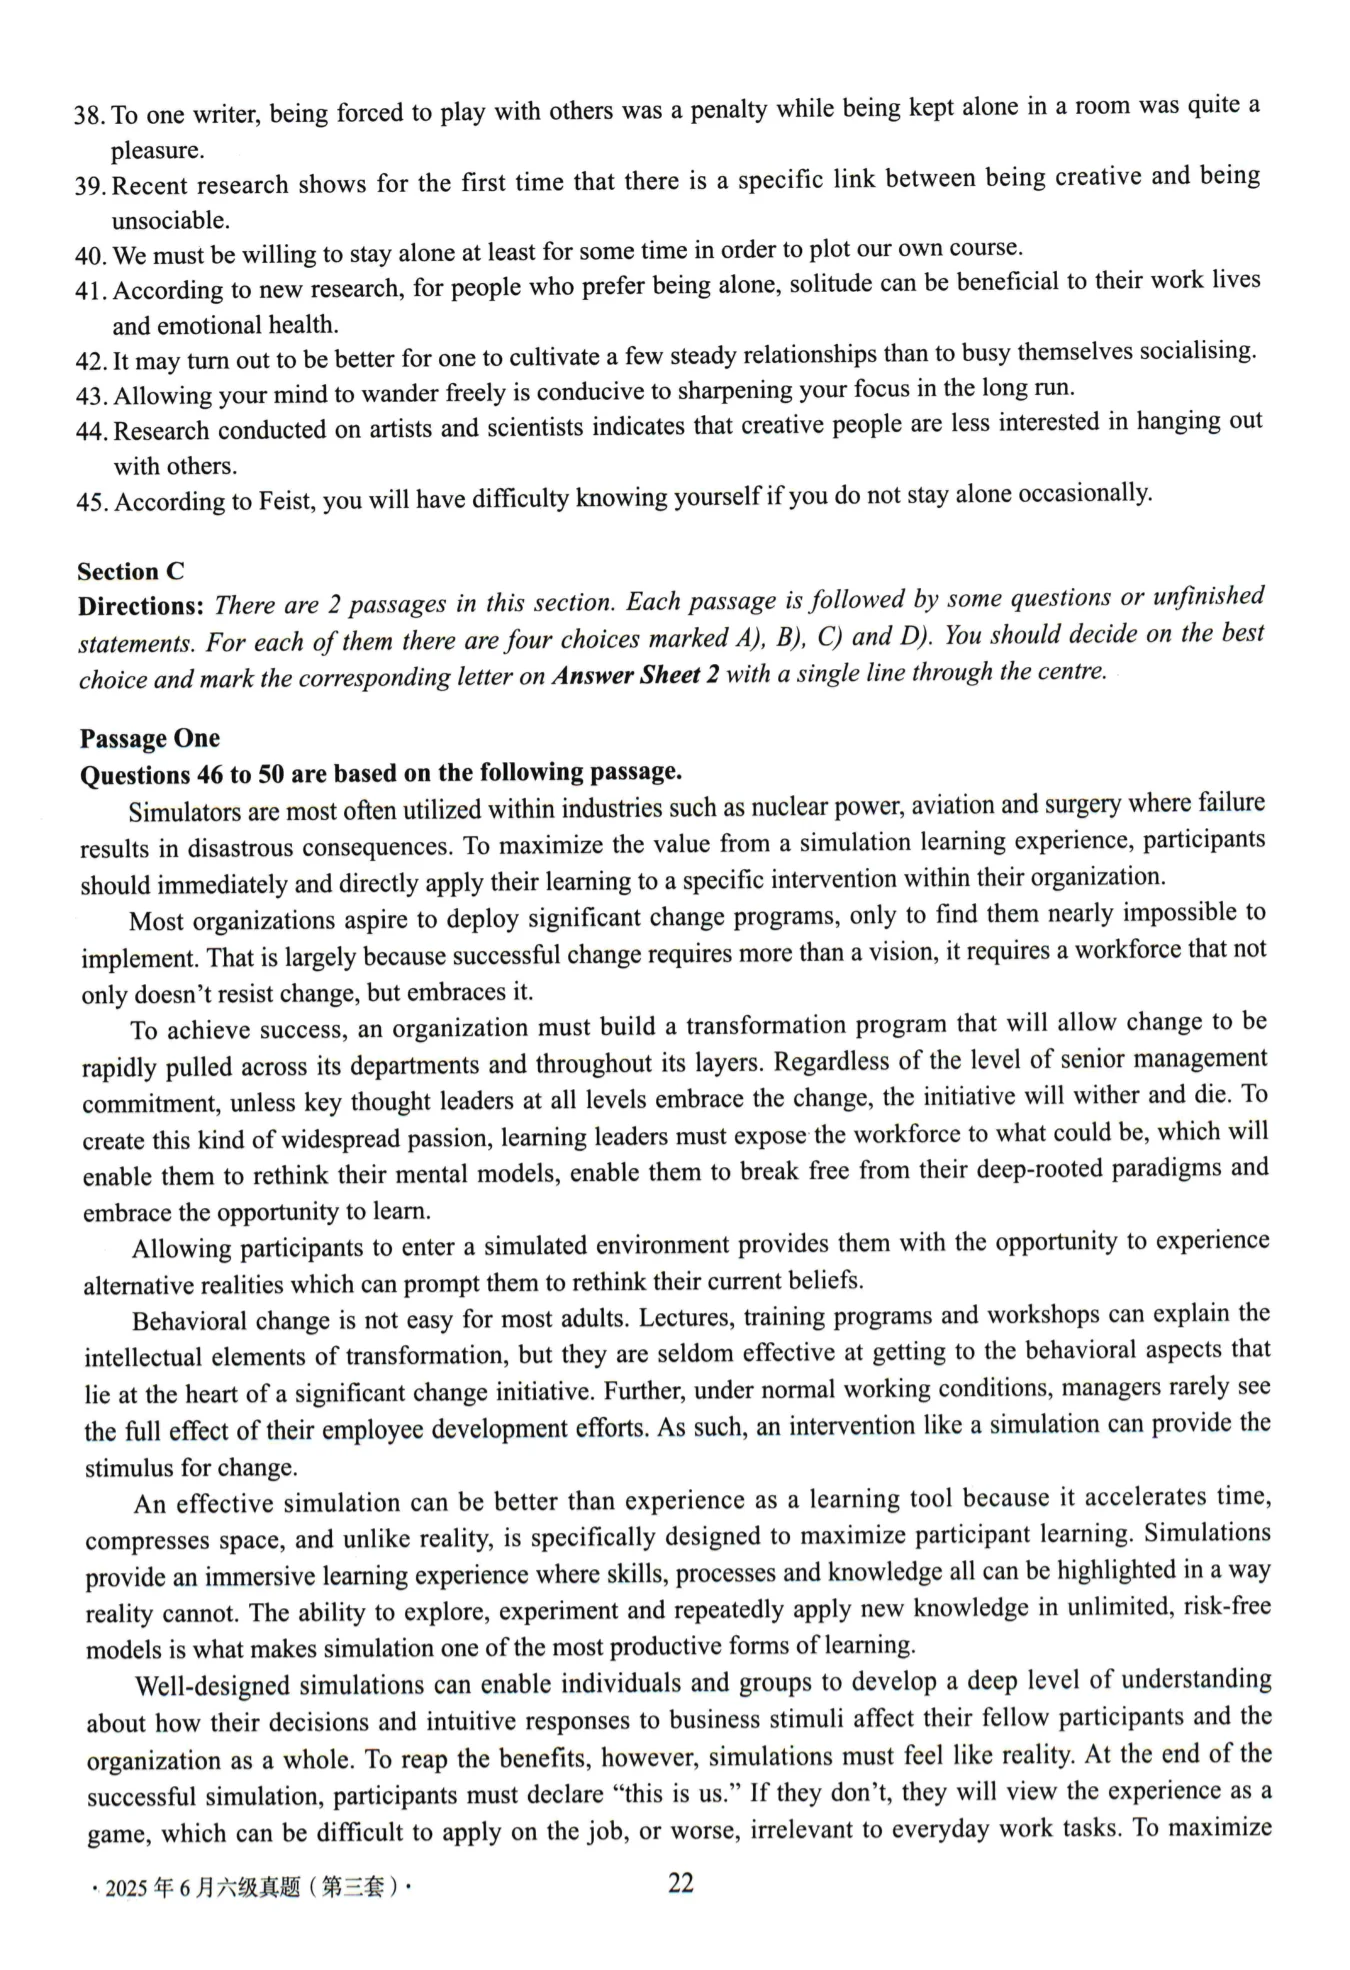 38. To one writer, being forced to play with others was a penalty while being kept alone in a room was quite a
pleasure.
39. Recent research shows for the first time that there is a specific link between being creative and being
unsociable.
40. We must be willing to stay alone at least for some time in order to plot our own course.
41. According to new research, for people who prefer being alone, solitude can be beneficial to their work lives
and emotional health.
42. It may turn out to be better for one to cultivate a few steady relationships than to busy themselves socialising.
43. Allowing your mind to wander freely is conducive to sharpening your focus in the long run.
44. Research conducted on artists and scientists indicates that creative people are less interested in hanging out
with others.
45. According to Feist, you will have difficulty knowing yourself if you do not stay alone occasionally.
Section C
Directions: There are 2 passages in this section. Each passage is followed by some questions or unfinished
statements. For each of them there are four choices marked A), B), C) and D). You should decide on the best
choice and mark the corresponding letter on Answer Sheet 2 with a single line through the centre.
Passage One
Questions 46 to 50 are based on the following passage.
Simulators are most often utilized within industries such as nuclear power, aviation and surgery where failure
results in disastrous consequences. To maximize the value from a simulation learning experience, participants
should immediately and directly apply their learning to a specific intervention within their organization.
Most organizations aspire to deploy significant change programs, only to find them nearly impossible to
implement. That is largely because successful change requires more than a vision, it requires a workforce that not
only doesn't resist change, but embraces it.
To achieve success, an organization must build a transformation program that will allow change to be
rapidly pulled across its departments and throughout its layers. Regardless of the level of senior management
commitment, unless key thought leaders at all levels embrace the change, the initiative will wither and die. To
create this kind of widespread passion, learning leaders must expose the workforce to what could be, which will
enable them to rethink their mental models, enable them to break free from their deep-rooted paradigms and
embrace the opportunity to learn.
Allowing participants to enter a simulated environment provides them with the opportunity to experience
alternative realities which can prompt them to rethink their current beliefs.
Behavioral change is not easy for most adults. Lectures, training programs and workshops can explain the
intellectual elements of transformation, but they are seldom effective at getting to the behavioral aspects that
lie at the heart of a significant change initiative. Further, under normal working conditions, managers rarely see
the full effect of their employee development efforts. As such, an intervention like a simulation can provide the
stimulus for change.
An effective simulation can be better than experience as a learning tool because it accelerates time,
compresses space, and unlike reality, is specifically designed to maximize participant learning. Simulations
provide an immersive learning experience where skills, processes and knowledge all can be highlighted in a way
reality cannot. The ability to explore, experiment and repeatedly apply new knowledge in unlimited, risk-free
models is what makes simulation one of the most productive forms of learning.
Well-designed simulations can enable individuals and groups to develop a deep level of understanding
about how their decisions and intuitive responses to business stimuli affect their fellow participants and the
organization as a whole. To reap the benefits, however, simulations must feel like reality. At the end of the
successful simulation, participants must declare “this is us.” If they don't, they will view the experience as a
game, which can be difficult to apply on the job, or worse, irrelevant to everyday work tasks. To maximize
· 2025 年 6 月六级真题（第三套）·
22